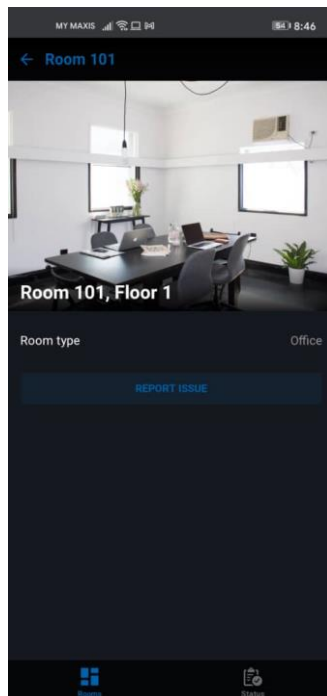 MY MAXIS 54 8:46
Room 101
Room 101, Floor 1
Room type Office
REPORT ISSUE
Rooms Status